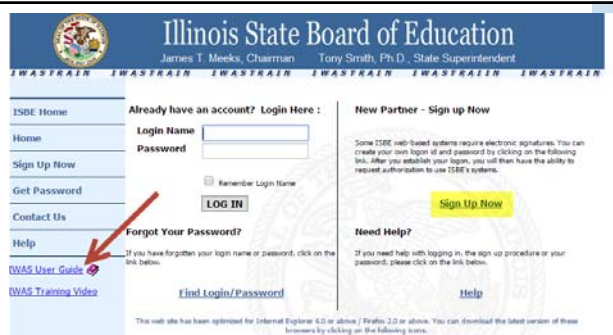 Illinois State Board of Education
James T. Meeks, Chairman Tony Smith, Ph.D., State Superintendent
IWASTRAIN IWASTRAIN IWASTRAIN IWASTRAIN IWASTRAIN IWASTRAIN
ISBE Home
Home
Sign Up Now
Get Password
Contact Us
Help
IWAS User Guide
IWAS Training Video
Already have an account? Login Here :
Login Name
Password
Remember Login Name
LOG IN
Forgot Your Password?
If you have forgotten your login name or password, click on the
link below.
Find Login/Password
New Partner - Sign up Now
Some ISBE web-based systems require electronic signatures. You can
create your own logon id and password by clicking on the following
link. After you establish your logon, you will then have the ability to
request authorization to use ISBE's systems.
Sign Up Now
Need Help?
If you need help with logging in, the sign up procedure or your
password, please click on the link below.
Help
This web site has been optimized for Internet Explorer 6.0 or above / Firefox 2.0 or above. You can download the latest version of these
browsers by clicking on the following icons.